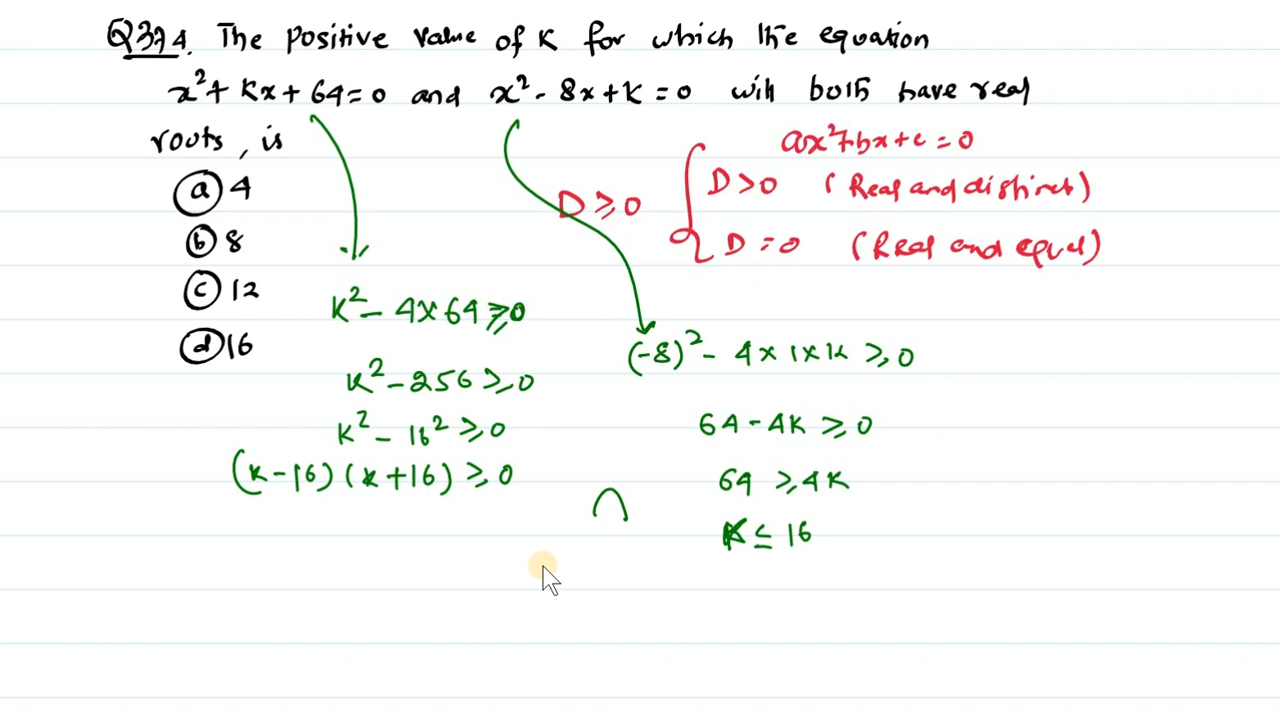 Q394. The positive value of K for which the equation
x²+ Kx + 64=0 and x² - 8x+K=0 will both have real
roots, is
ax²+bx+c=0
(a) 4
D≥0 { D>0 (Real and distinct)
(b) 8
D=0 (Real and equal)
(c) 12
K² - 4×64 ≥0
(d) 16
(-8)² - 4×1×K ≥0
K² - 256 ≥0
K² - 16² ≥0
64-4K ≥0
(K-16)(K+16) ≥0
64 ≥4K
∩
K ≤ 16